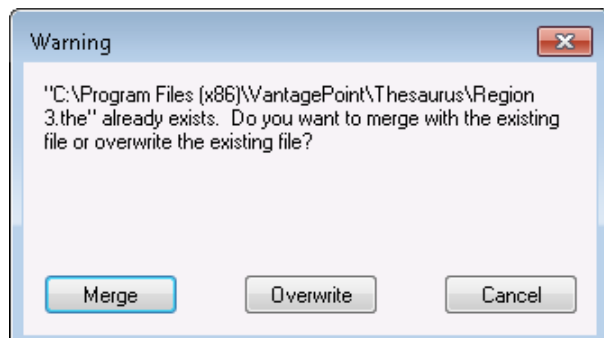 Warning
"C:\Program Files (x86)\VantagePoint\Thesaurus\Region
3.the" already exists.  Do you want to merge with the existing
file or overwrite the existing file?
Merge
Overwrite
Cancel